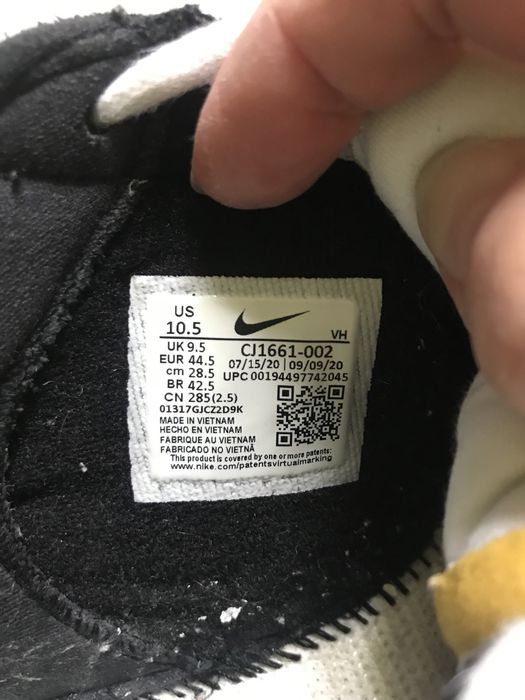 US
10.5
VH
UK 9.5
EUR 44.5
cm 28.5
BR 42.5
CN 285(2.5)
CJ1661-002
07/15/20 | 09/09/20
UPC 00194497742045
01317GJCZ2D9K
MADE IN VIETNAM
HECHO EN VIETNAM
FABRIQUE AU VIETNAM
FABRICADO NO VIETNÃ
This product is covered by one or more patents:
www.nike.com/patentsvirtualmarking